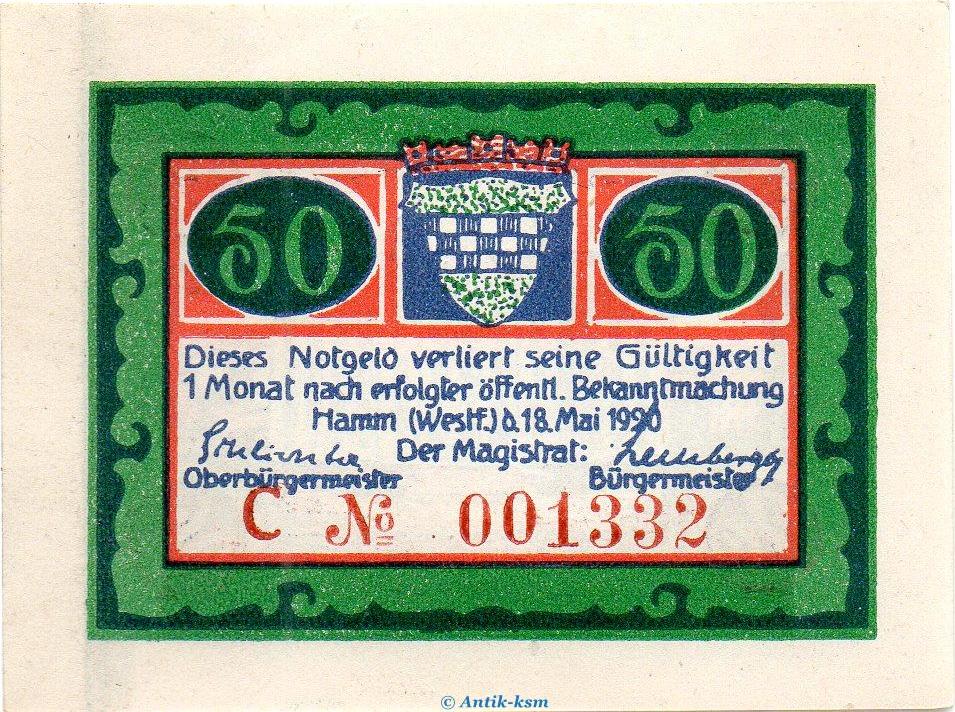 50 50
Dieses Notgeld verliert seine Gültigkeit
1 Monat nach erfolgter öffentl. Bekanntmachung
Hamm (Westf.) d. 18. Mai 1920
Der Magistrat:
Oberbürgermeister Bürgermeister
C No 001332
© Antik-ksm